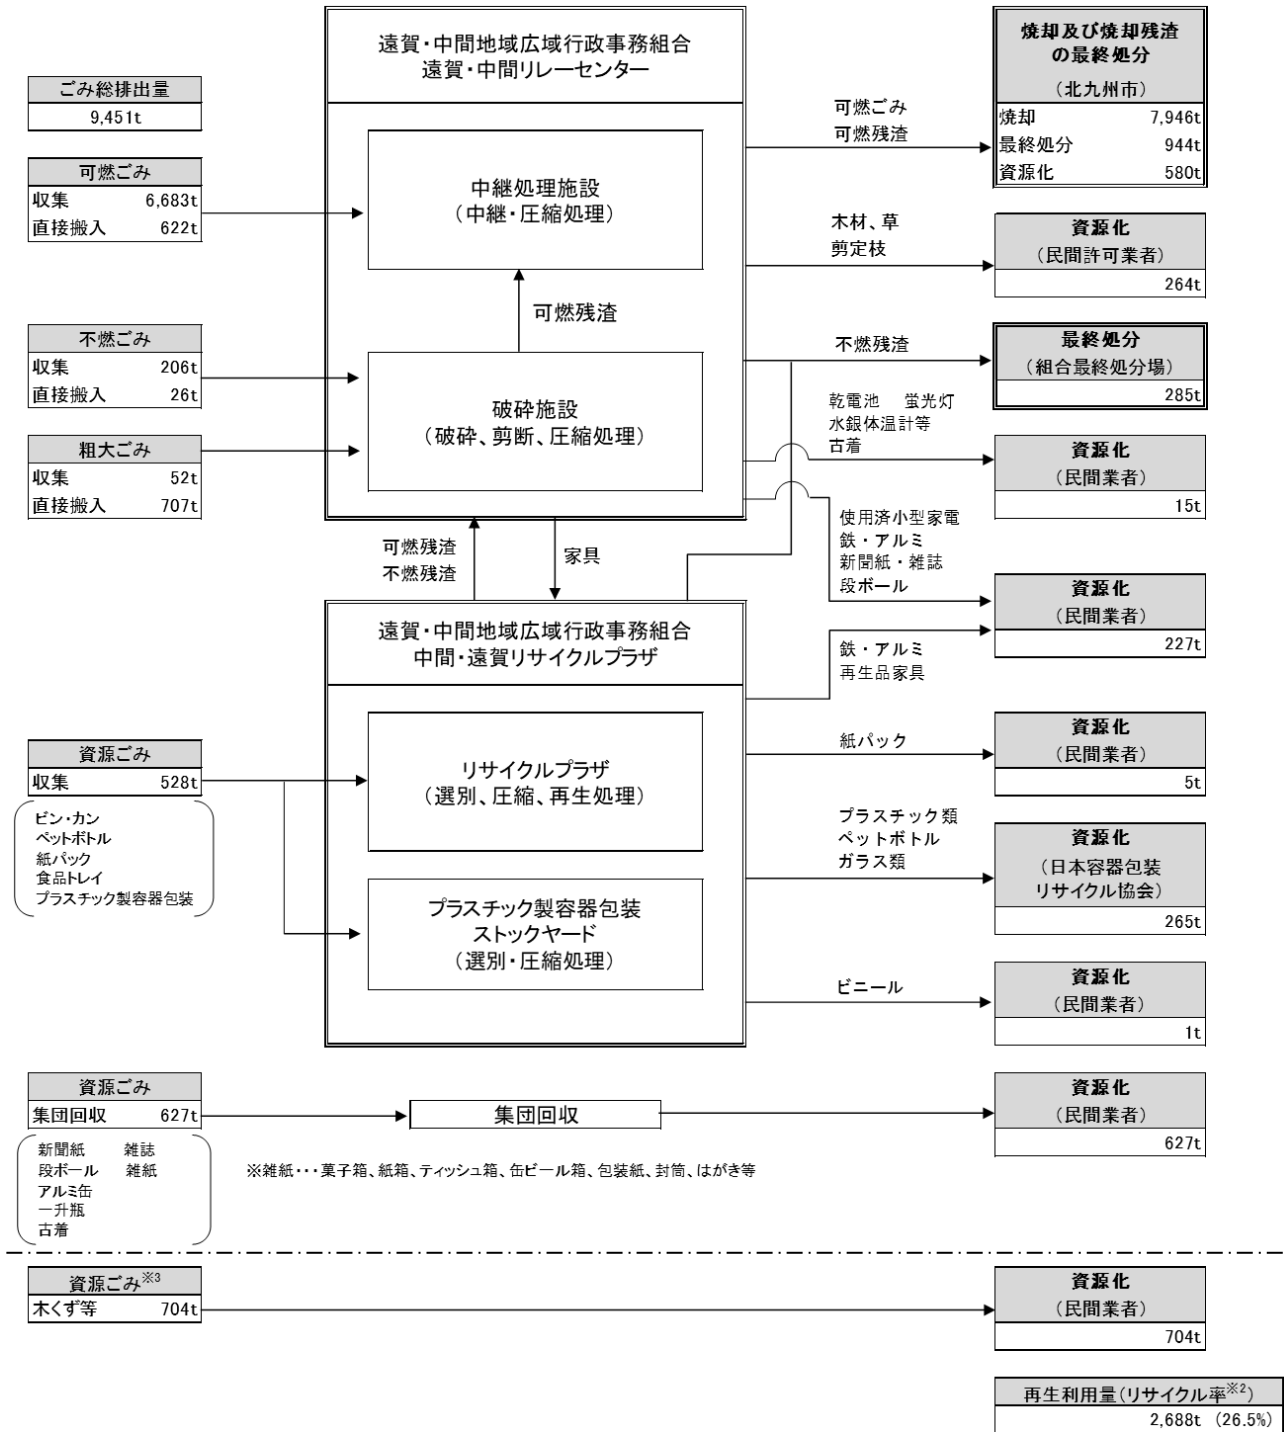 ごみ総排出量
9,451t
可燃ごみ
収集 6,683t
直接搬入 622t
不燃ごみ
収集 206t
直接搬入 26t
粗大ごみ
収集 52t
直接搬入 707t
遠賀・中間地域広域行政事務組合
遠賀・中間リレーセンター
中継処理施設
（中継・圧縮処理）
可燃残渣
破砕施設
（破砕、剪断、圧縮処理）
可燃ごみ
可燃残渣
焼却及び焼却残渣
の最終処分
（北九州市）
焼却 7,946t
最終処分 944t
資源化 580t
木材、草
剪定枝
資源化
（民間許可業者）
264t
不燃残渣
最終処分
（組合最終処分場）
285t
乾電池 蛍光灯
水銀体温計等
古着
資源化
（民間業者）
15t
使用済小型家電
鉄・アルミ
新聞紙・雑誌
段ボール
資源化
（民間業者）
227t
可燃残渣
不燃残渣
家具
遠賀・中間地域広域行政事務組合
中間・遠賀リサイクルプラザ
鉄・アルミ
再生品家具
資源ごみ
収集 528t
ビン・カン
ペットボトル
紙パック
食品トレイ
プラスチック製容器包装
リサイクルプラザ
（選別、圧縮、再生処理）
プラスチック製容器包装
ストックヤード
（選別・圧縮処理）
紙パック
資源化
（民間業者）
5t
プラスチック類
ペットボトル
ガラス類
資源化
（日本容器包装
リサイクル協会）
265t
ビニール
資源化
（民間業者）
1t
資源ごみ
集団回収 627t
新聞紙 雑誌
段ボール 雑紙
アルミ缶
一升瓶
古着
集団回収
資源化
（民間業者）
627t
※雑紙・・・菓子箱、紙箱、ティッシュ箱、缶ビール箱、包装紙、封筒、はがき等
資源ごみ※3
木くず等 704t
資源化
（民間業者）
704t
再生利用量（リサイクル率※2）
2,688t （26.5%）